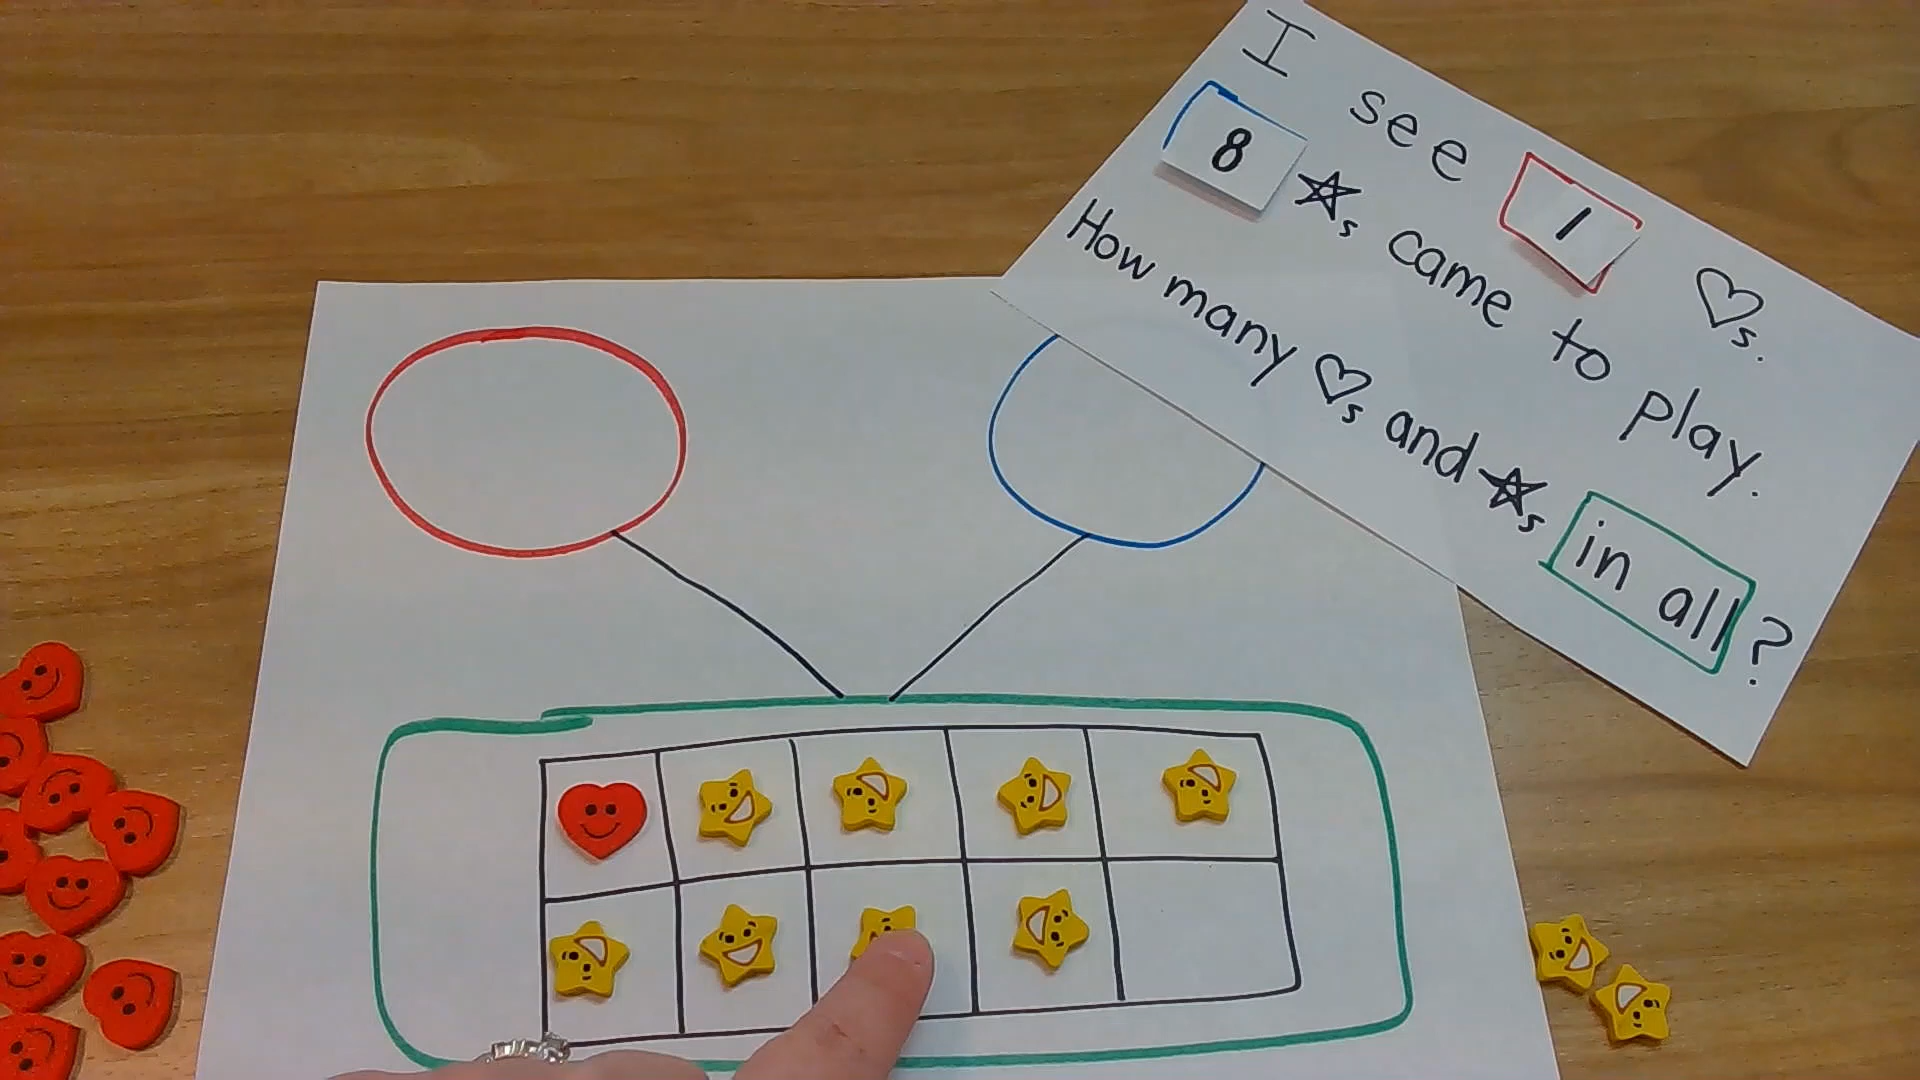 I see 1 ♡s.
8 ☆s came to play.
How many ♡s and ☆s in all?